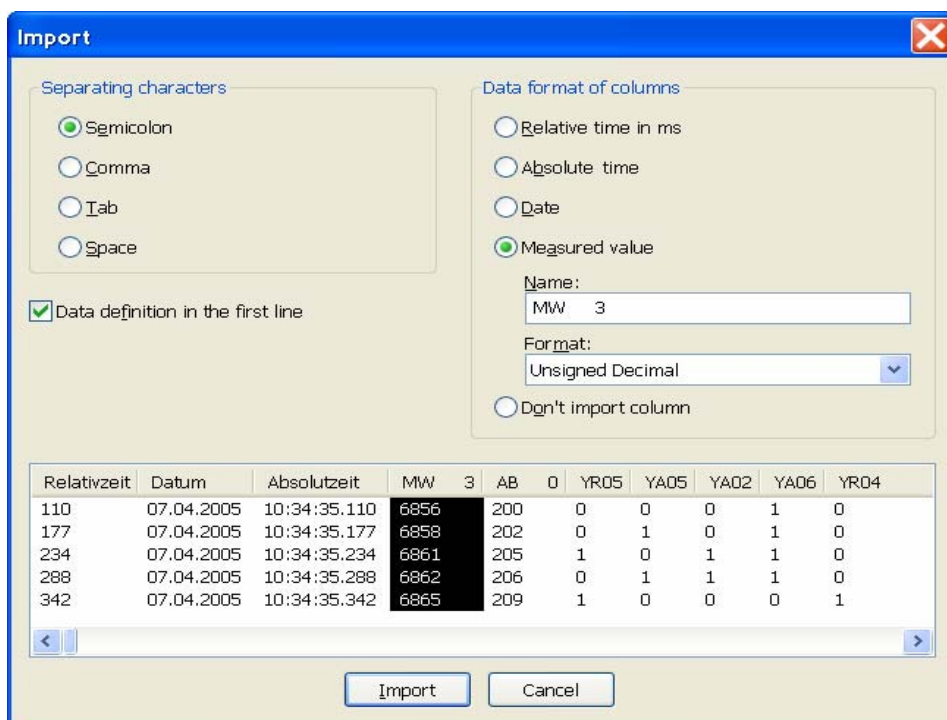 Import
Separating characters
Semicolon
Comma
Tab
Space
Data definition in the first line
Data format of columns
Relative time in ms
Absolute time
Date
Measured value
Name:
MW 3
Format:
Unsigned Decimal
Don't import column
Relativzeit Datum Absolutzeit MW 3 AB 0 YR05 YA05 YA02 YA06 YR04
110 07.04.2005 10:34:35.110 6856 200 0 0 0 1 0
177 07.04.2005 10:34:35.177 6858 202 0 1 0 1 0
234 07.04.2005 10:34:35.234 6861 205 1 0 1 1 0
288 07.04.2005 10:34:35.288 6862 206 0 1 1 1 0
342 07.04.2005 10:34:35.342 6865 209 1 0 0 0 1
Import Cancel